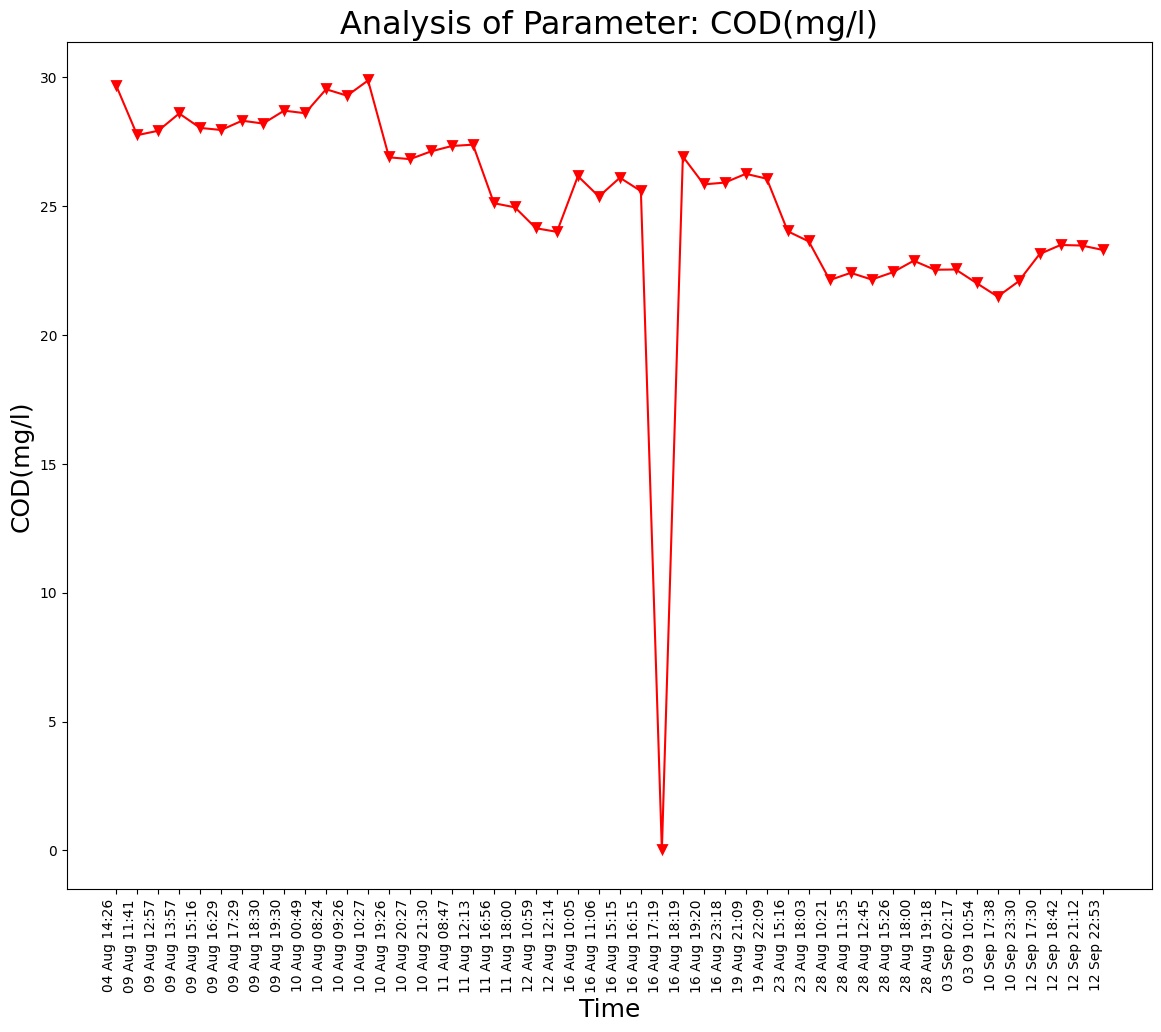 Analysis of Parameter: COD(mg/l)
COD(mg/l)
30
25
20
15
10
5
0
04 Aug 14:26
09 Aug 11:41
09 Aug 12:57
09 Aug 13:57
09 Aug 15:16
09 Aug 16:29
09 Aug 17:29
09 Aug 18:30
09 Aug 19:30
10 Aug 00:49
10 Aug 08:24
10 Aug 09:26
10 Aug 10:27
10 Aug 19:26
10 Aug 20:27
10 Aug 21:30
11 Aug 08:47
11 Aug 12:13
11 Aug 16:56
11 Aug 18:00
12 Aug 10:59
12 Aug 12:14
16 Aug 10:05
16 Aug 11:06
16 Aug 15:15
16 Aug 16:15
16 Aug 17:19
16 Aug 18:19
16 Aug 19:20
16 Aug 23:18
19 Aug 21:09
19 Aug 22:09
23 Aug 15:16
23 Aug 18:03
28 Aug 10:21
28 Aug 11:35
28 Aug 12:45
28 Aug 15:26
28 Aug 18:00
28 Aug 19:18
03 Sep 02:17
03 09 10:54
10 Sep 17:38
10 Sep 23:30
12 Sep 17:30
12 Sep 18:42
12 Sep 21:12
12 Sep 22:53
Time